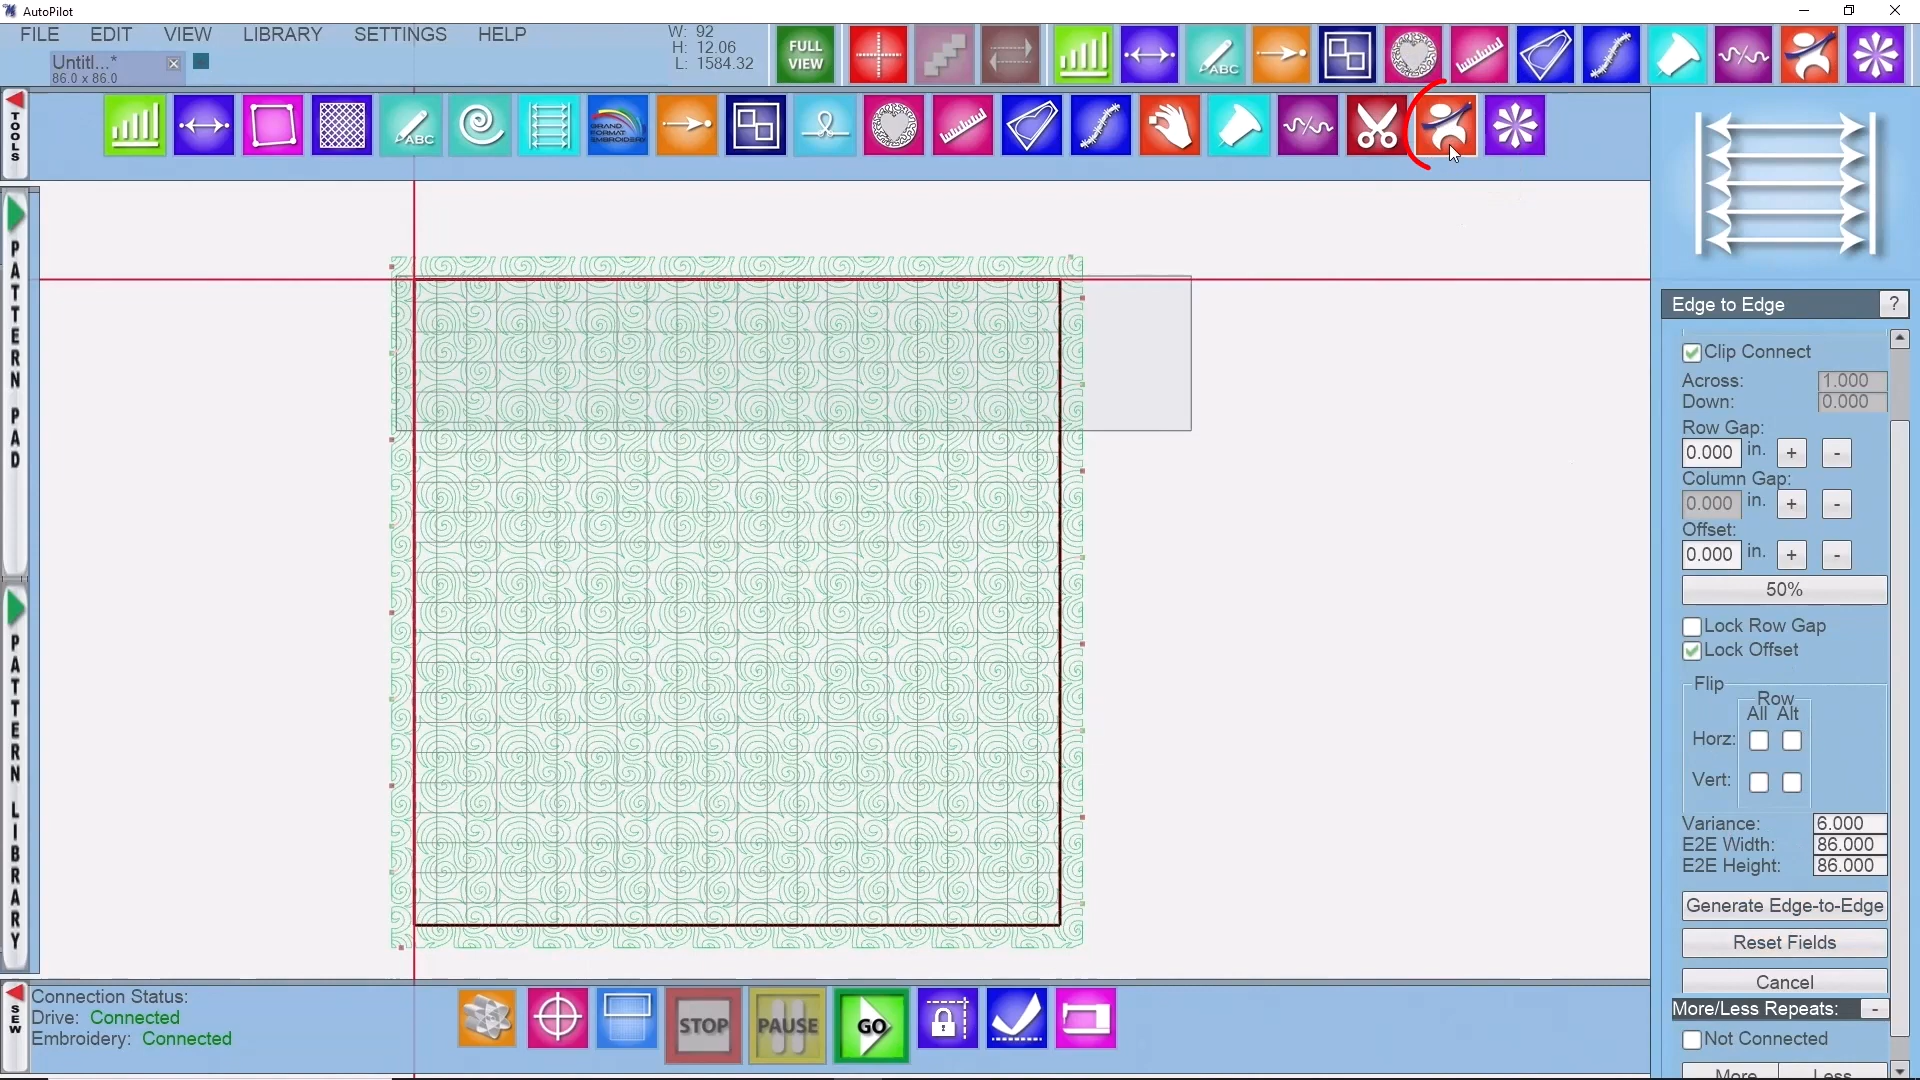 AutoPilot
FILE EDIT VIEW LIBRARY SETTINGS HELP
Untitl...*
86.0 x 86.0
W: 92
H: 12.06
L: 1584.32
FULL
VIEW
ABC
TOOLS
ABC
GRAND
FORMAT
EMBROIDERY
PATTERN PAD
PATTERN LIBRARY
Edge to Edge ?
Clip Connect
Across: 1.000
Down: 0.000
Row Gap:
0.000 in. + -
Column Gap:
0.000 in. + -
Offset:
0.000 in. + -
50%
Lock Row Gap
Lock Offset
Flip
Row
All Alt
Horz:
Vert:
Variance: 6.000
E2E Width: 86.000
E2E Height: 86.000
Generate Edge-to-Edge
Reset Fields
Cancel
More/Less Repeats: -
Not Connected
More Less
SEW
Connection Status:
Drive: Connected
Embroidery: Connected
STOP
PAUSE
GO